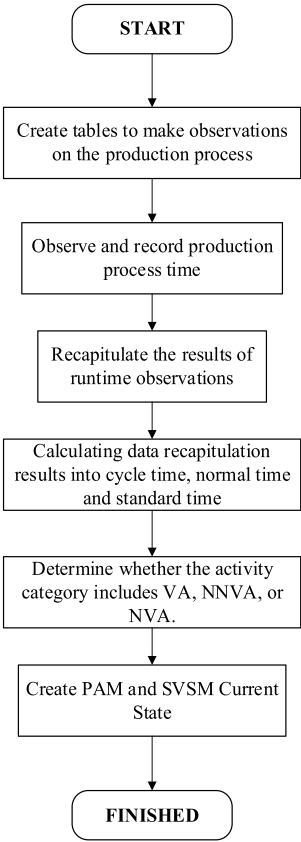 START
Create tables to make observations
on the production process
Observe and record production
process time
Recapitulate the results of
runtime observations
Calculating data recapitulation
results into cycle time, normal time
and standard time
Determine whether the activity
category includes VA, NNVA, or
NVA.
Create PAM and SVSM Current
State
FINISHED